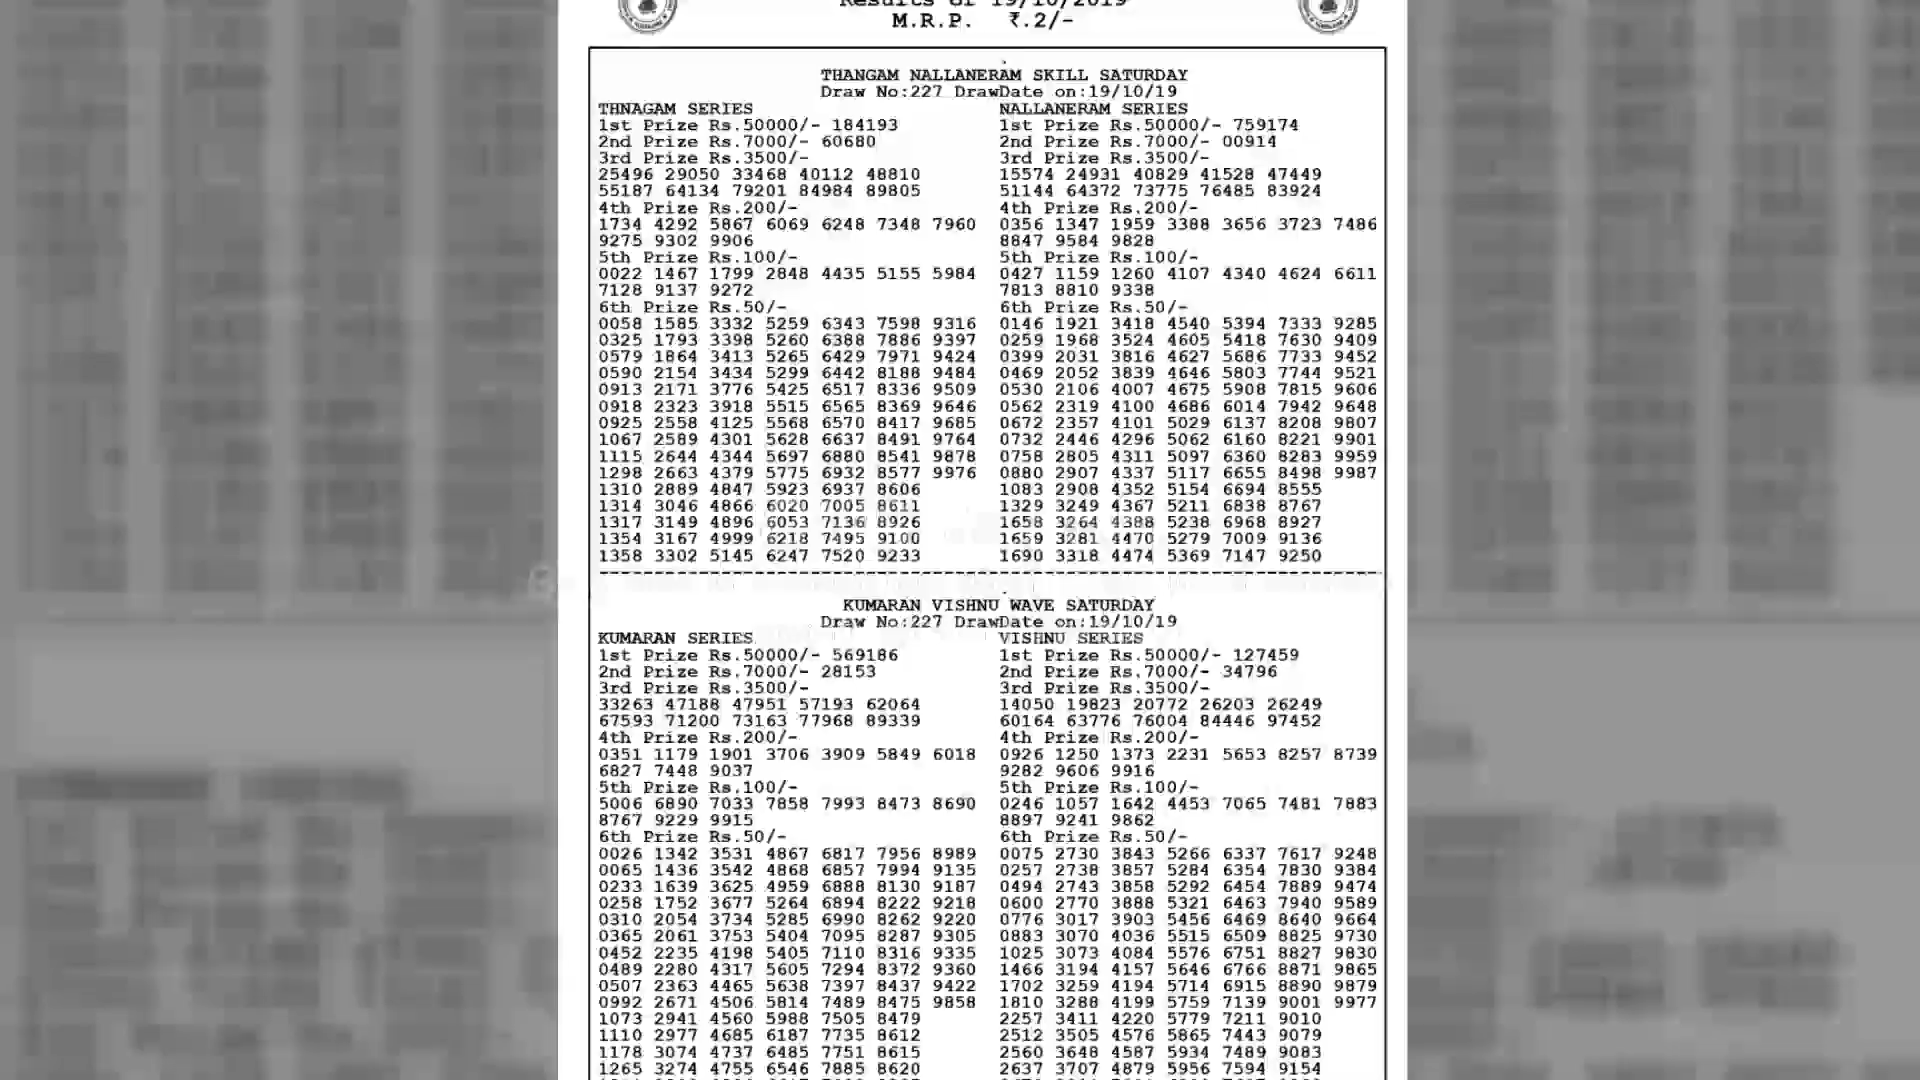 Results of 19/10/2019
M.R.P. ₹.2/-
THANGAM NALLANERAM SKILL SATURDAY
Draw No:227 DrawDate on:19/10/19
THNAGAM SERIES
1st Prize Rs.50000/- 184193
2nd Prize Rs.7000/- 60680
3rd Prize Rs.3500/-
25496 29050 33468 40112 48810
55187 64134 79201 84984 89805
4th Prize Rs.200/-
1734 4292 5867 6069 6248 7348 7960
9275 9302 9906
5th Prize Rs.100/-
0022 1467 1799 2848 4435 5155 5984
7128 9137 9272
6th Prize Rs.50/-
0058 1585 3332 5259 6343 7598 9316
0325 1793 3398 5260 6388 7886 9397
0579 1864 3413 5265 6429 7971 9424
0590 2154 3434 5299 6442 8188 9484
0913 2171 3776 5425 6517 8336 9509
0918 2323 3918 5515 6565 8369 9646
0925 2558 4125 5568 6570 8417 9685
1067 2589 4301 5628 6637 8491 9764
1115 2644 4344 5697 6880 8541 9878
1298 2663 4379 5775 6932 8577 9976
1310 2889 4847 5923 6937 8606
1314 3046 4866 6020 7005 8611
1317 3149 4896 6053 7136 8926
1354 3167 4999 6218 7495 9100
1358 3302 5145 6247 7520 9233
NALLANERAM SERIES
1st Prize Rs.50000/- 759174
2nd Prize Rs.7000/- 00914
3rd Prize Rs.3500/-
15574 24931 40829 41528 47449
51144 64372 73775 76485 83924
4th Prize Rs.200/-
0356 1347 1959 3388 3656 3723 7486
8847 9584 9828
5th Prize Rs.100/-
0427 1159 1260 4107 4340 4624 6611
7813 8810 9338
6th Prize Rs.50/-
0146 1921 3418 4540 5394 7333 9285
0259 1968 3524 4605 5418 7630 9409
0399 2031 3816 4627 5686 7733 9452
0469 2052 3839 4646 5803 7744 9521
0530 2106 4007 4675 5908 7815 9606
0562 2319 4100 4686 6014 7942 9648
0672 2357 4101 5029 6137 8208 9807
0732 2446 4296 5062 6160 8221 9901
0758 2805 4311 5097 6360 8283 9959
0880 2907 4337 5117 6655 8498 9987
1083 2908 4352 5154 6694 8555
1329 3249 4367 5211 6838 8767
1658 3264 4388 5238 6968 8927
1659 3281 4470 5279 7009 9136
1690 3318 4474 5369 7147 9250
KUMARAN VISHNU WAVE SATURDAY
Draw No:227 DrawDate on:19/10/19
KUMARAN SERIES
1st Prize Rs.50000/- 569186
2nd Prize Rs.7000/- 28153
3rd Prize Rs.3500/-
33263 47188 47951 57193 62064
67593 71200 73163 77968 89339
4th Prize Rs.200/-
0351 1179 1901 3706 3909 5849 6018
6827 7448 9037
5th Prize Rs.100/-
5006 6890 7033 7858 7993 8473 8690
8767 9229 9915
6th Prize Rs.50/-
0026 1342 3531 4867 6817 7956 8989
0065 1436 3542 4868 6857 7994 9135
0233 1639 3625 4959 6888 8130 9187
0258 1752 3677 5264 6894 8222 9218
0310 2054 3734 5285 6990 8262 9220
0365 2061 3753 5404 7095 8287 9305
0452 2235 4198 5405 7110 8316 9335
0489 2280 4317 5605 7294 8372 9360
0507 2363 4465 5638 7397 8437 9422
0992 2671 4506 5814 7489 8475 9858
1073 2941 4560 5988 7505 8479
1110 2977 4685 6187 7735 8612
1178 3074 4737 6485 7751 8615
1265 3274 4755 6546 7885 8620
VISHNU SERIES
1st Prize Rs.50000/- 127459
2nd Prize Rs.7000/- 34796
3rd Prize Rs.3500/-
14050 19823 20772 26203 26249
60164 63776 76004 84446 97452
4th Prize Rs.200/-
0926 1250 1373 2231 5653 8257 8739
9282 9606 9916
5th Prize Rs.100/-
0246 1057 1642 4453 7065 7481 7883
8897 9241 9862
6th Prize Rs.50/-
0075 2730 3843 5266 6337 7617 9248
0257 2738 3857 5284 6354 7830 9384
0494 2743 3858 5292 6454 7889 9474
0600 2770 3888 5321 6463 7940 9589
0776 3017 3903 5456 6469 8640 9664
0883 3070 4036 5515 6509 8825 9730
1025 3073 4084 5576 6751 8827 9830
1466 3194 4157 5646 6766 8871 9865
1702 3259 4194 5714 6915 8890 9879
1810 3288 4199 5759 7139 9001 9977
2257 3411 4220 5779 7211 9010
2512 3505 4576 5865 7443 9079
2560 3648 4587 5934 7489 9083
2637 3707 4879 5956 7594 9154